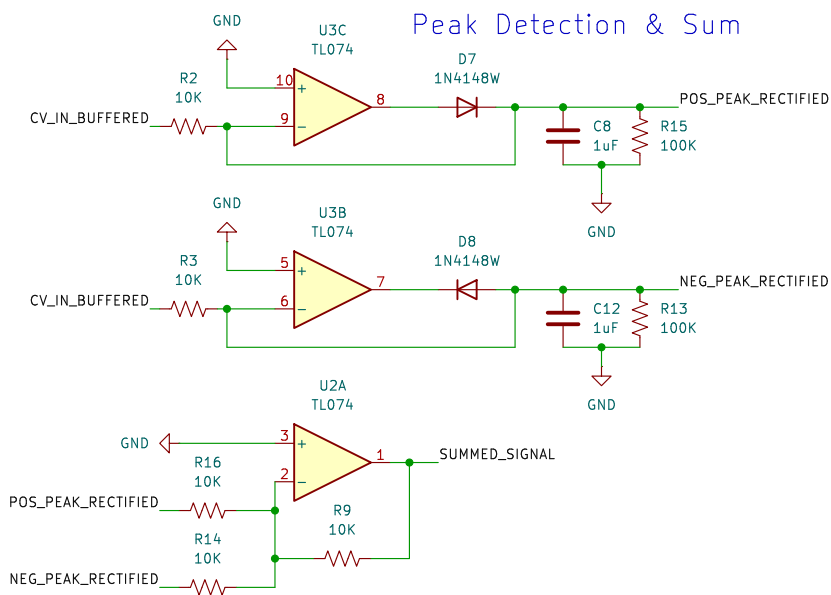 Peak Detection & Sum
GND
U3C
TL074
D7
1N4148W
R2
10K
10
+
8
CV_IN_BUFFERED
9
−
POS_PEAK_RECTIFIED
C8
1uF
R15
100K
GND
GND
U3B
TL074
D8
1N4148W
R3
10K
5
+
7
CV_IN_BUFFERED
6
−
NEG_PEAK_RECTIFIED
C12
1uF
R13
100K
GND
U2A
TL074
GND
3
+
1
SUMMED_SIGNAL
2
−
R16
10K
POS_PEAK_RECTIFIED
R9
10K
R14
10K
NEG_PEAK_RECTIFIED